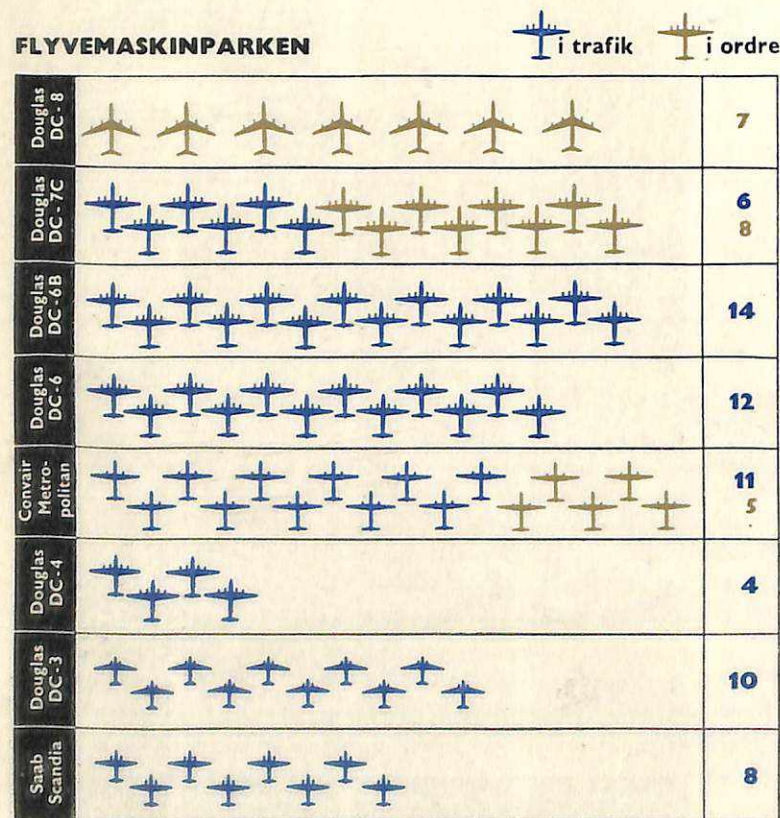 FLYVEMASKINPARKEN
i trafik
i ordre
Douglas
DC-8
7
Douglas
DC-7C
6
8
Douglas
DC-6B
14
Douglas
DC-6
12
Convair
Metro-
politan
11
5
Douglas
DC-4
4
Douglas
DC-3
10
Saab
Scandia
8